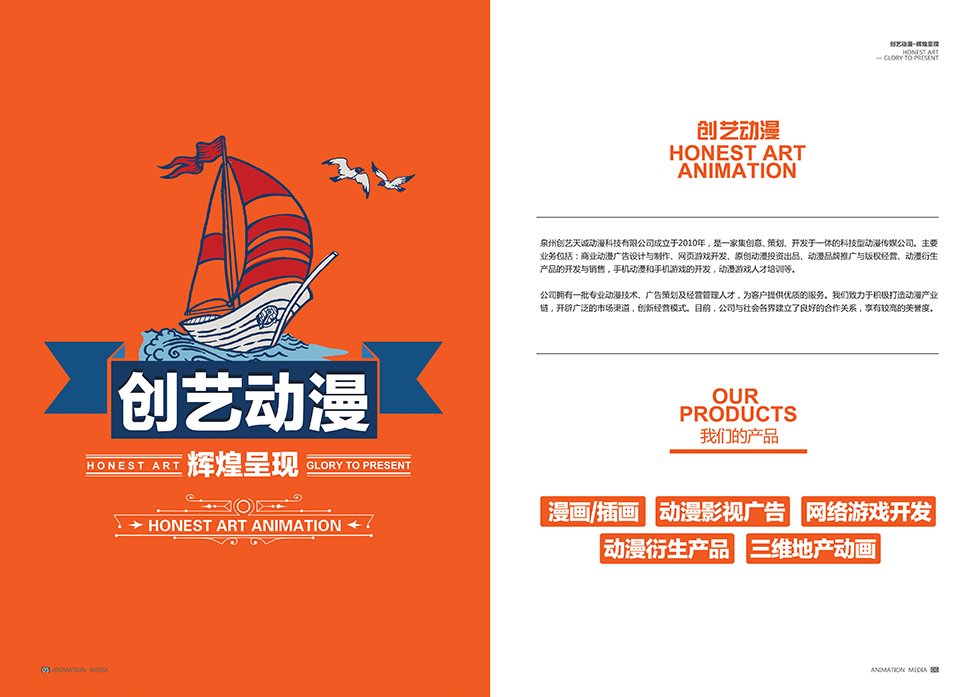 创艺动漫
HONEST ART 辉煌呈现 GLORY TO PRESENT
HONEST ART ANIMATION
05 ANIMATION MEDIA
创艺动漫-辉煌呈现
HONEST ART
— GLORY TO PRESENT
创艺动漫
HONEST ART
ANIMATION
泉州创艺天诚动漫科技有限公司成立于2010年，是一家集创意、策划、开发于一体的科技型动漫传媒公司。主要
业务包括：商业动漫广告设计与制作、网页游戏开发、原创动漫投资出品、动漫品牌推广与版权经营、动漫衍生
产品的开发与销售，手机动漫和手机游戏的开发，动漫游戏人才培训等。
公司拥有一批专业动漫技术、广告策划及经营管理人才，为客户提供优质的服务。我们致力于积极打造动漫产业
链，开辟广泛的市场渠道，创新经营模式。目前，公司与社会各界建立了良好的合作关系，享有较高的美誉度。
OUR
PRODUCTS
我们的产品
漫画/插画 动漫影视广告 网络游戏开发
动漫衍生产品 三维地产动画
ANIMATION MEDIA 06